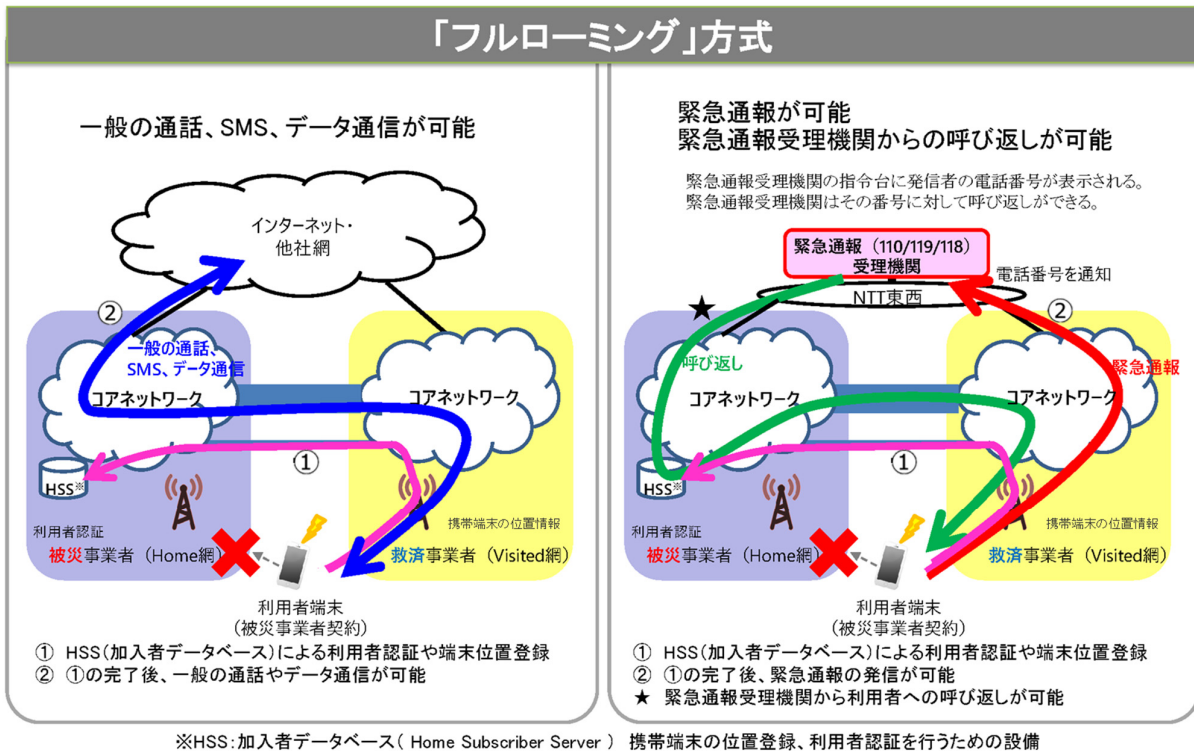 「フルローミング」方式
一般の通話、SMS、データ通信が可能
インターネット・
他社網
②
一般の通話、
SMS、データ通信
コアネットワーク
コアネットワーク
①
HSS※
利用者認証
被災事業者（Home網）
携帯端末の位置情報
救済事業者（Visited網）
利用者端末
(被災事業者契約)
① HSS(加入者データベース)による利用者認証や端末位置登録
② ①の完了後、一般の通話やデータ通信が可能
緊急通報が可能
緊急通報受理機関からの呼び返しが可能
緊急通報受理機関の指令台に発信者の電話番号が表示される。
緊急通報受理機関はその番号に対して呼び返しができる。
緊急通報（110/119/118）
受理機関
電話番号を通知
NTT東西
★
②
呼び返し
緊急通報
コアネットワーク
コアネットワーク
①
HSS※
利用者認証
被災事業者（Home網）
携帯端末の位置情報
救済事業者（Visited網）
利用者端末
(被災事業者契約)
① HSS(加入者データベース)による利用者認証や端末位置登録
② ①の完了後、緊急通報の発信が可能
★ 緊急通報受理機関から利用者への呼び返しが可能
※HSS：加入者データベース（ Home Subscriber Server ） 携帯端末の位置登録、利用者認証を行うための設備